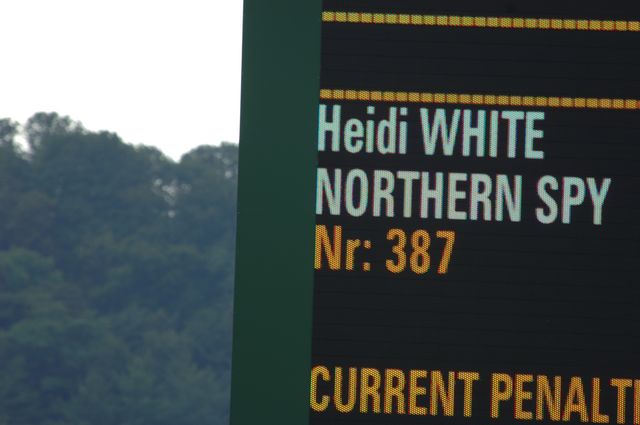 Heidi WHITE
NORTHERN SPY
Nr: 387
CURRENT PENALT